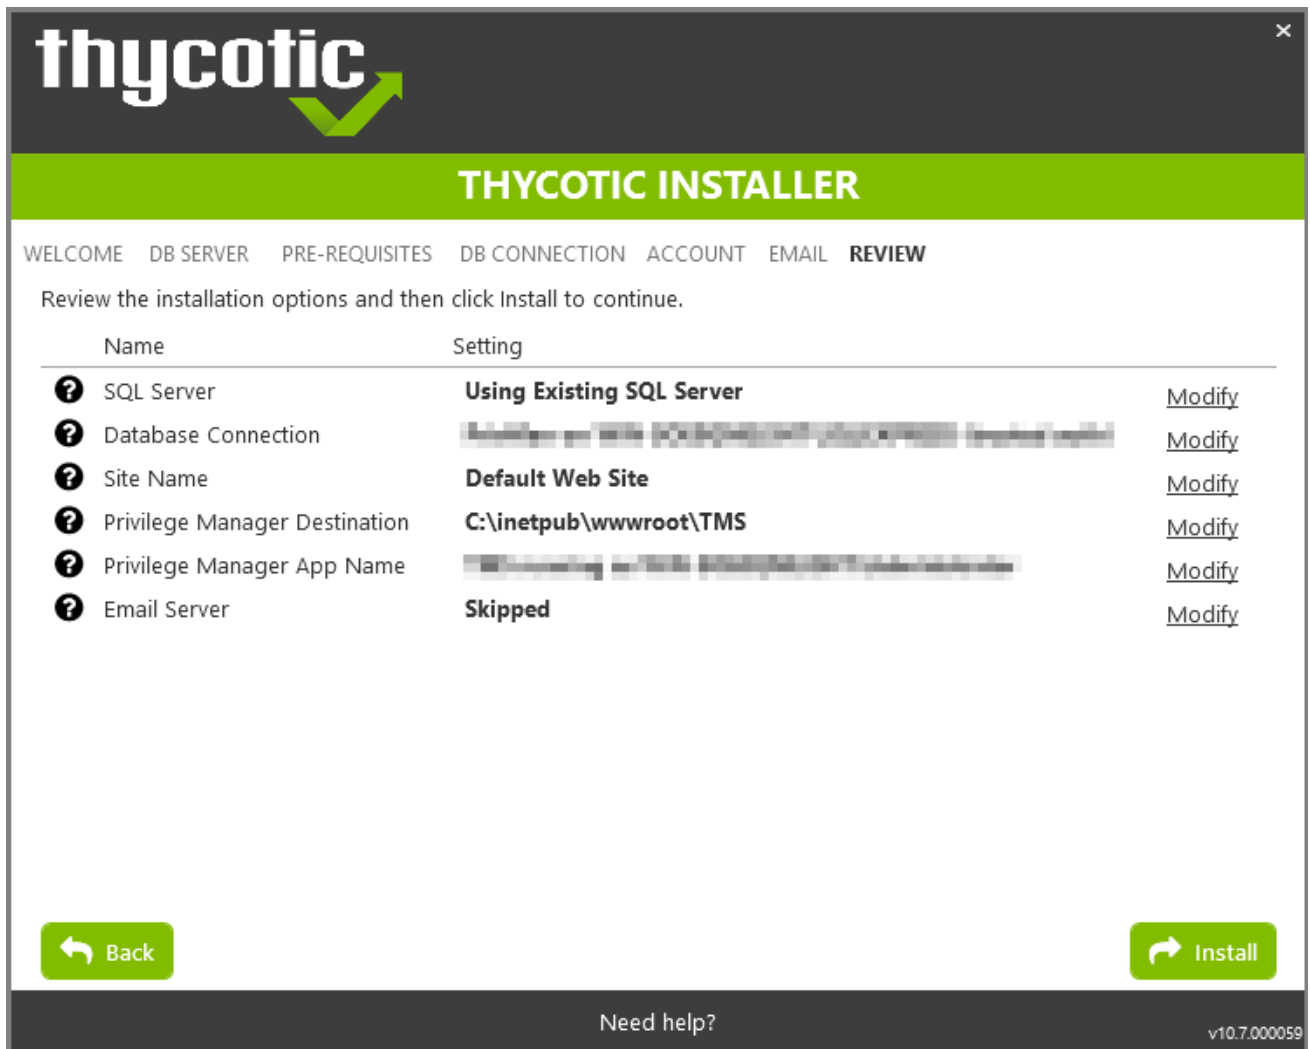 thycotic
THYCOTIC INSTALLER
WELCOME DB SERVER PRE-REQUISITES DB CONNECTION ACCOUNT EMAIL REVIEW
Review the installation options and then click Install to continue.
Name Setting
SQL Server Using Existing SQL Server Modify
Database Connection Modify
Site Name Default Web Site Modify
Privilege Manager Destination C:\inetpub\wwwroot\TMS Modify
Privilege Manager App Name Modify
Email Server Skipped Modify
Back Install
Need help?
v10.7.000059